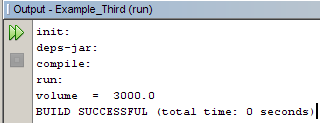 Output - Example_Third (run)
init:
deps-jar:
compile:
run:
volume  =  3000.0
BUILD SUCCESSFUL (total time: 0 seconds)